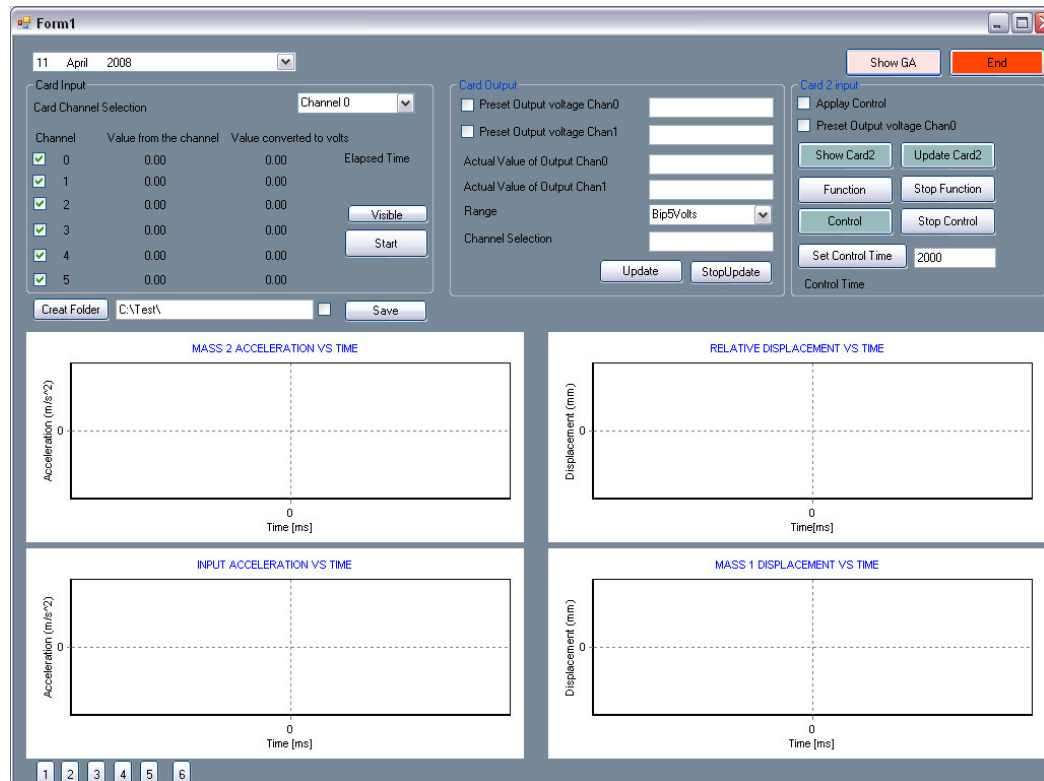 Form1
11 April 2008
Show GA
End
Card Input
Card Channel Selection
Channel 0
Channel Value from the channel Value converted to volts
0 0.00 0.00 Elapsed Time
1 0.00 0.00
2 0.00 0.00
3 0.00 0.00
Visible
4 0.00 0.00
Start
5 0.00 0.00
Creat Folder C:\Test\ Save
Card Output
Preset Output voltage Chan0
Preset Output voltage Chan1
Actual Value of Output Chan0
Actual Value of Output Chan1
Range Bip5Volts
Channel Selection
Update StopUpdate
Card 2 input
Applay Control
Preset Output voltage Chan0
Show Card2 Update Card2
Function Stop Function
Control Stop Control
Set Control Time 2000
Control Time
MASS 2 ACCELERATION VS TIME
Acceleration (m/s^2)
0
0
Time [ms]
RELATIVE DISPLACEMENT VS TIME
Displacement (mm)
0
0
Time[ms]
INPUT ACCELERATION VS TIME
Acceleration (m/s^2)
0
0
Time [ms]
MASS 1 DISPLACEMENT VS TIME
Displacement (mm)
0
0
Time [ms]
1 2 3 4 5 6